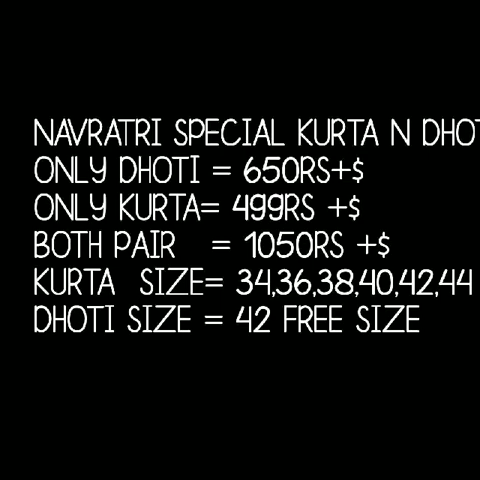 NAVRATRI SPECIAL KURTA N DHOT
ONLY DHOTI = 650RS+$
ONLY KURTA= 499RS +$
BOTH PAIR = 1050RS +$
KURTA SIZE= 34,36,38,40,42,44
DHOTI SIZE = 42 FREE SIZE